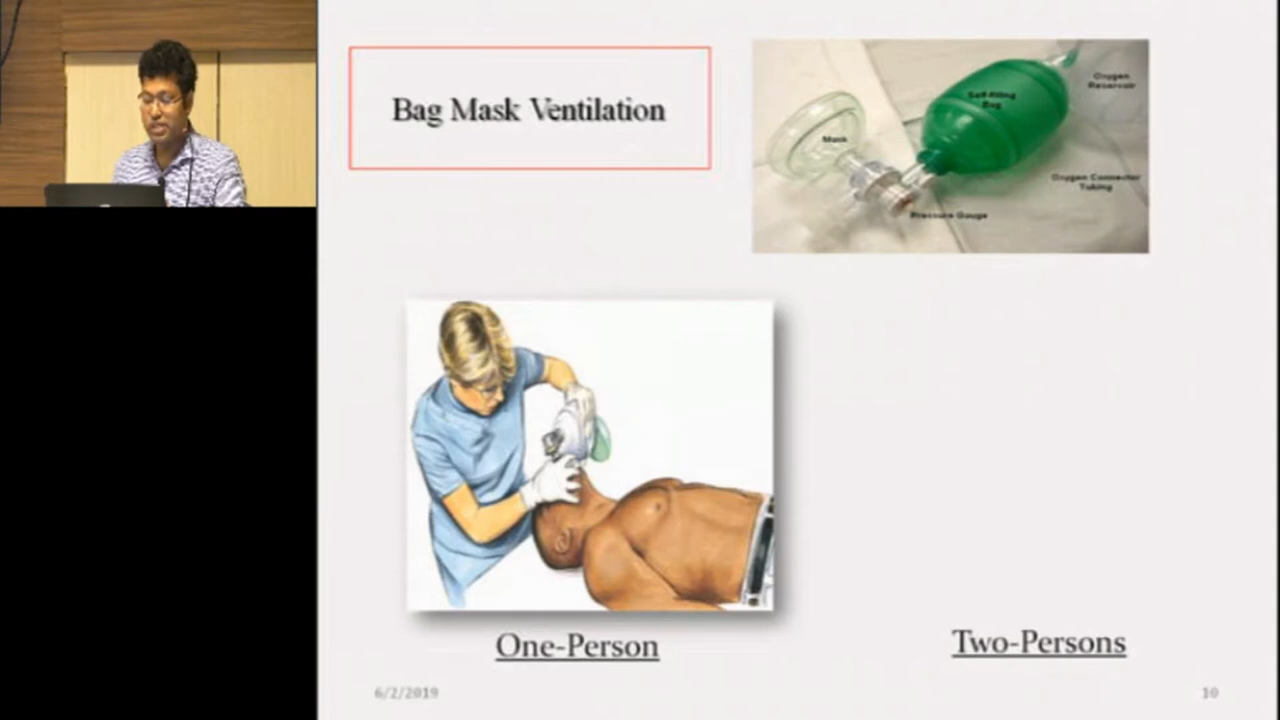 Bag Mask Ventilation
Self-filling
Bag
Oxygen
Reservoir
Mask
Oxygen Connector
Tubing
Pressure Gauge
One-Person
Two-Persons
6/2/2019
10